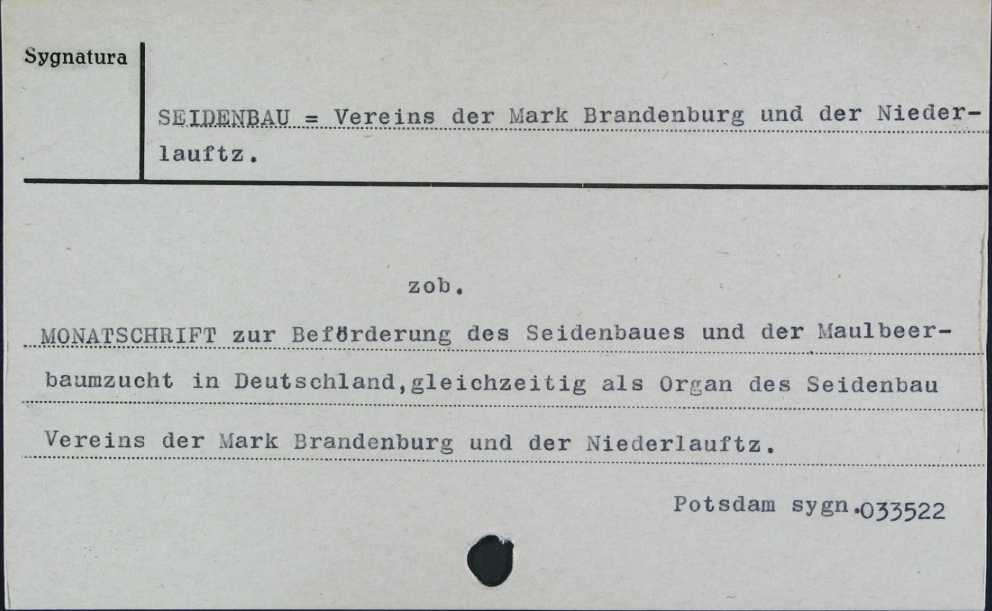 Sygnatura
SEIDENBAU = Vereins der Mark Brandenburg und der Nieder-
lauftz.
zob.
MONATSCHRIFT zur Beförderung des Seidenbaues und der Maulbeer-
baumzucht in Deutschland,gleichzeitig als Organ des Seidenbau
Vereins der Mark Brandenburg und der Niederlauftz.
Potsdam sygn.033522